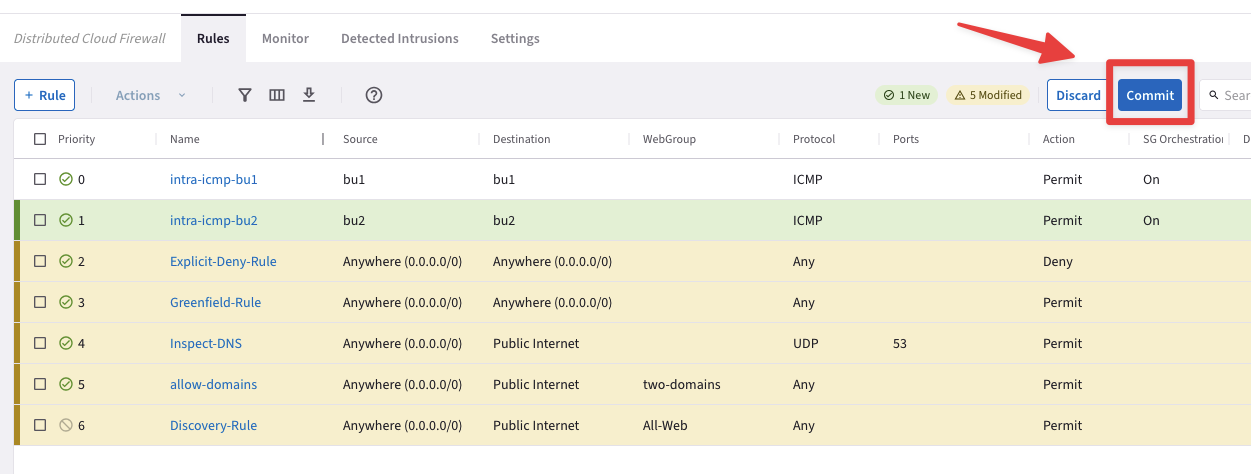 Distributed Cloud Firewall Rules Monitor Detected Intrusions Settings
+ Rule Actions 1 New 5 Modified Discard Commit Sear
Priority Name Source Destination WebGroup Protocol Ports Action SG Orchestration D
0 intra-icmp-bu1 bu1 bu1 ICMP Permit On
1 intra-icmp-bu2 bu2 bu2 ICMP Permit On
2 Explicit-Deny-Rule Anywhere (0.0.0.0/0) Anywhere (0.0.0.0/0) Any Deny
3 Greenfield-Rule Anywhere (0.0.0.0/0) Anywhere (0.0.0.0/0) Any Permit
4 Inspect-DNS Anywhere (0.0.0.0/0) Public Internet UDP 53 Permit
5 allow-domains Anywhere (0.0.0.0/0) Public Internet two-domains Any Permit
6 Discovery-Rule Anywhere (0.0.0.0/0) Public Internet All-Web Any Permit